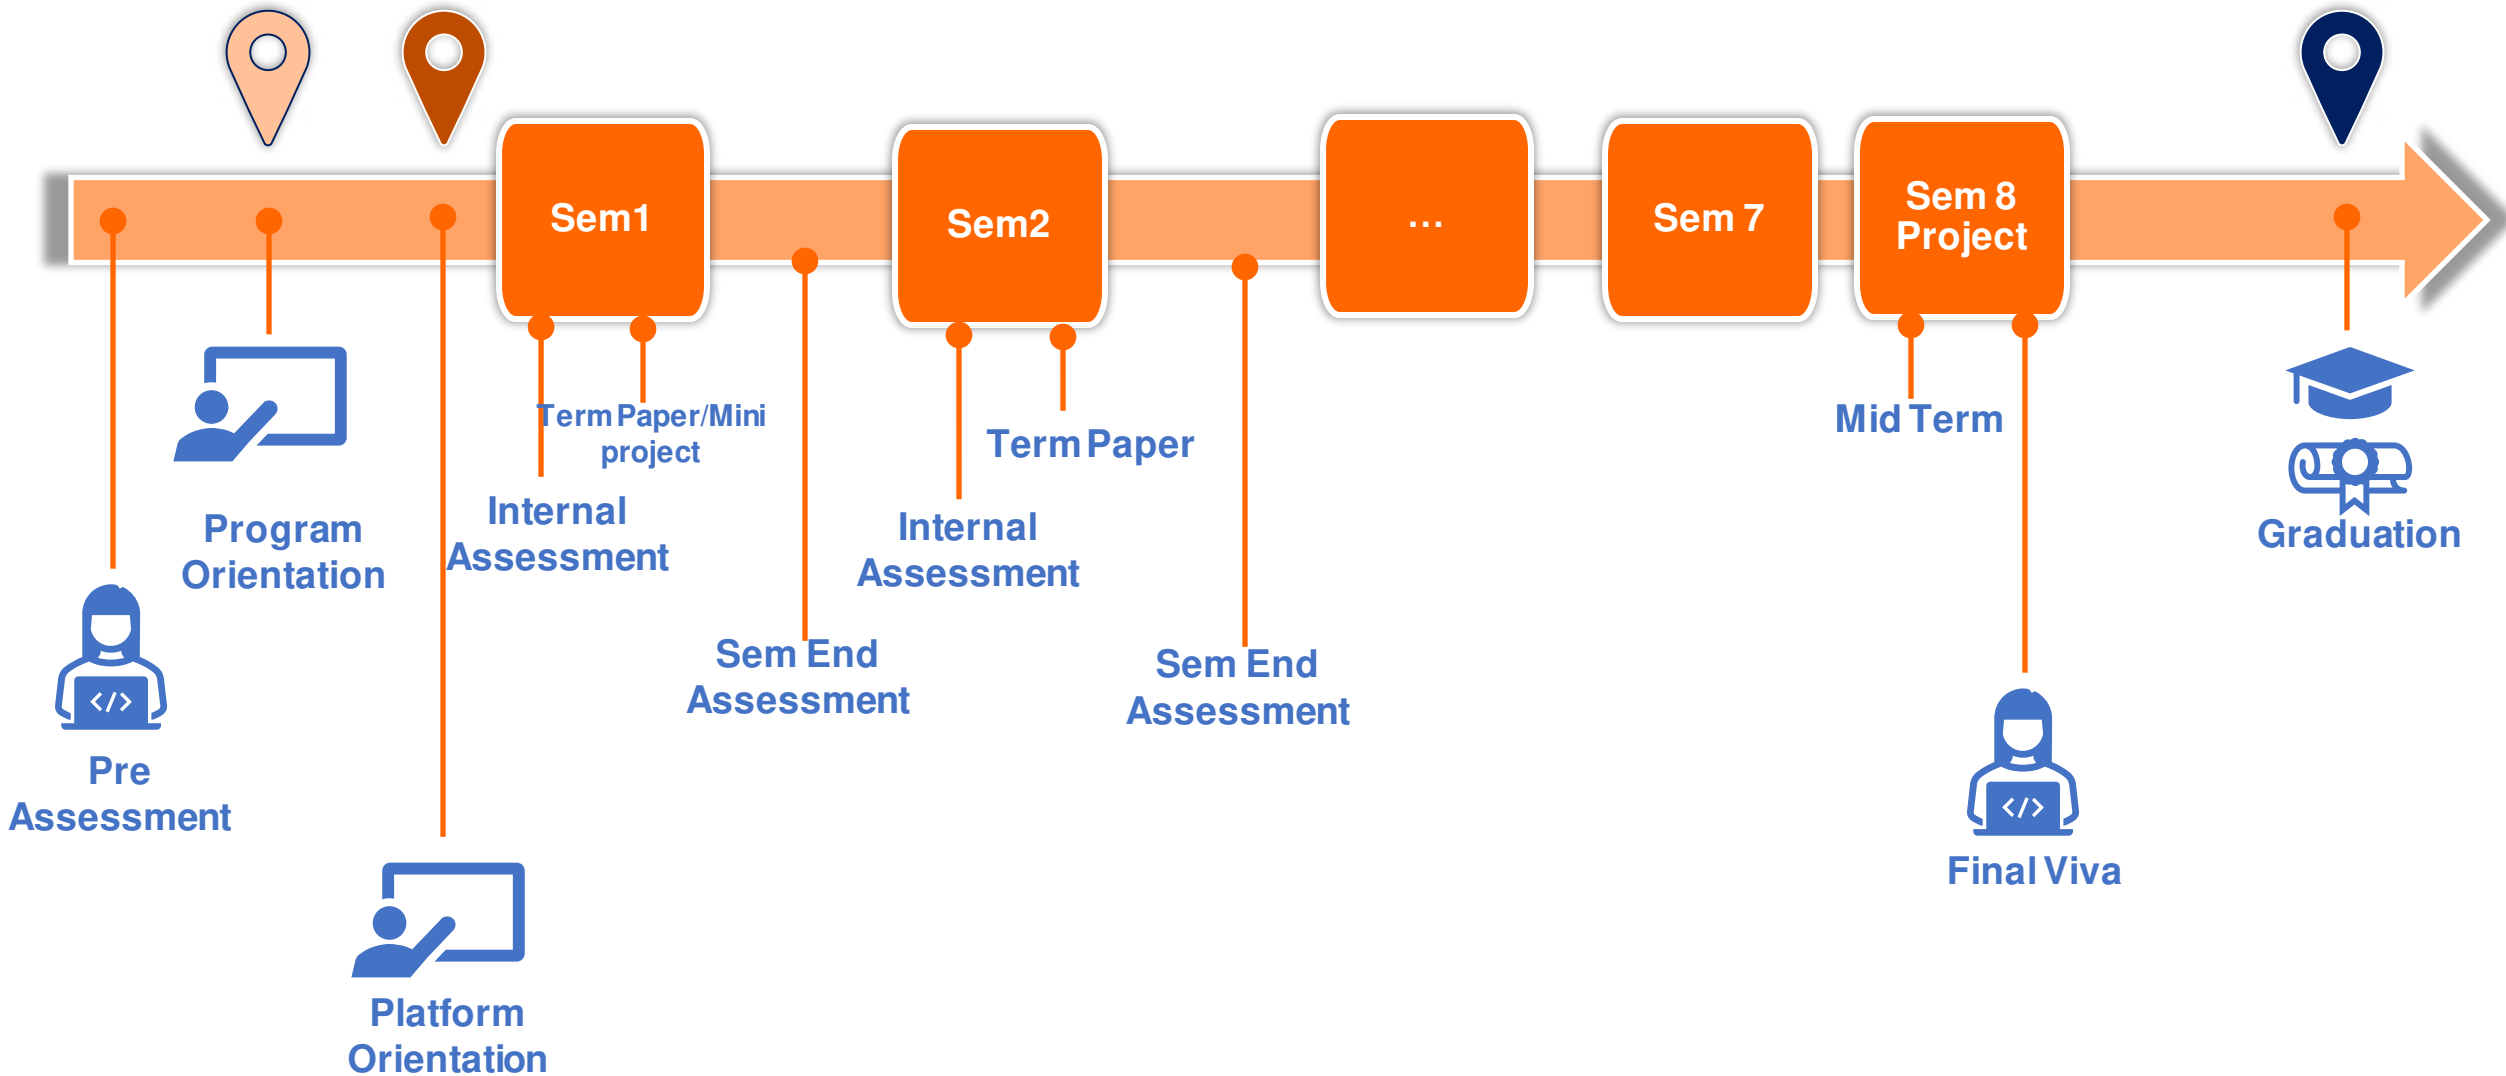 Sem1
Sem2
...
Sem 7
Sem 8
Project
Term Paper/Mini
project
Internal
Assessment
Term Paper
Internal
Assessment
Mid Term
Program
Orientation
Graduation
Sem End
Assessment
Sem End
Assessment
</>
Pre
Assessment
</>
Final Viva
Platform
Orientation